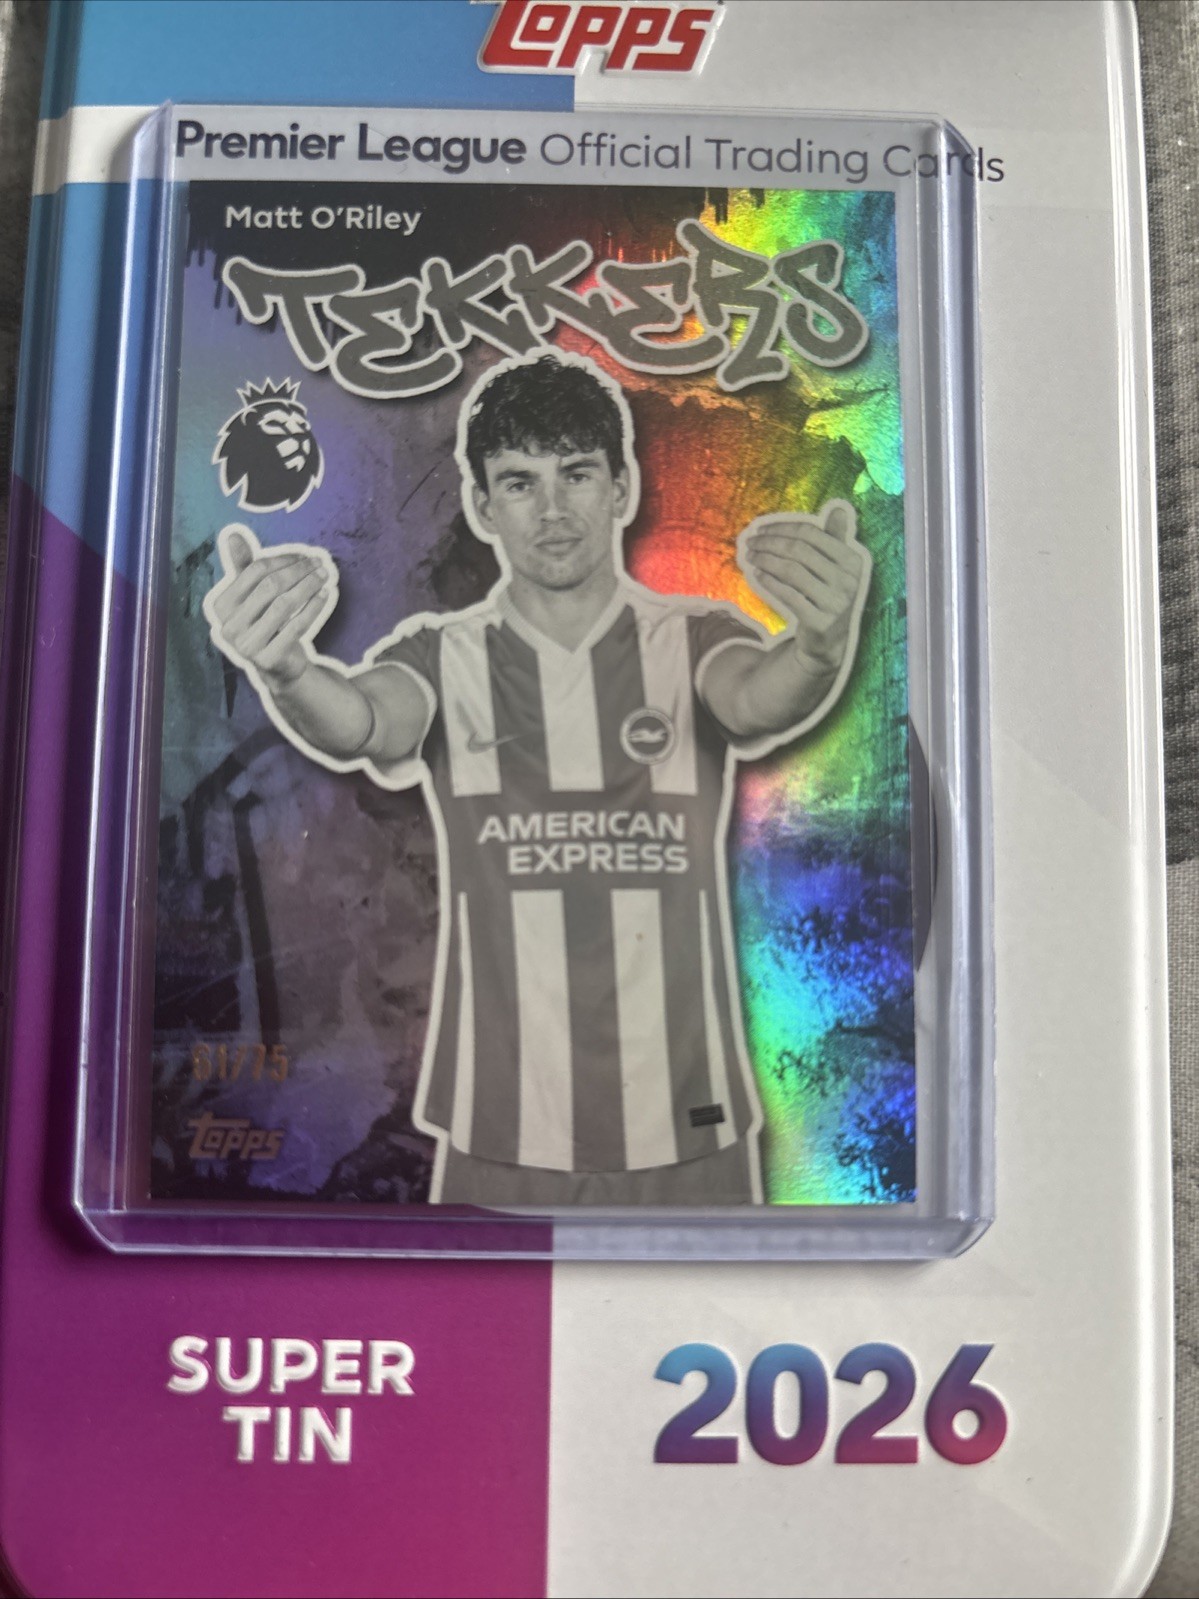 Topps
Premier League Official Trading Cards
Matt O'Riley
TEKKERS
AMERICAN
EXPRESS
61/75
Topps
SUPER
TIN
2026